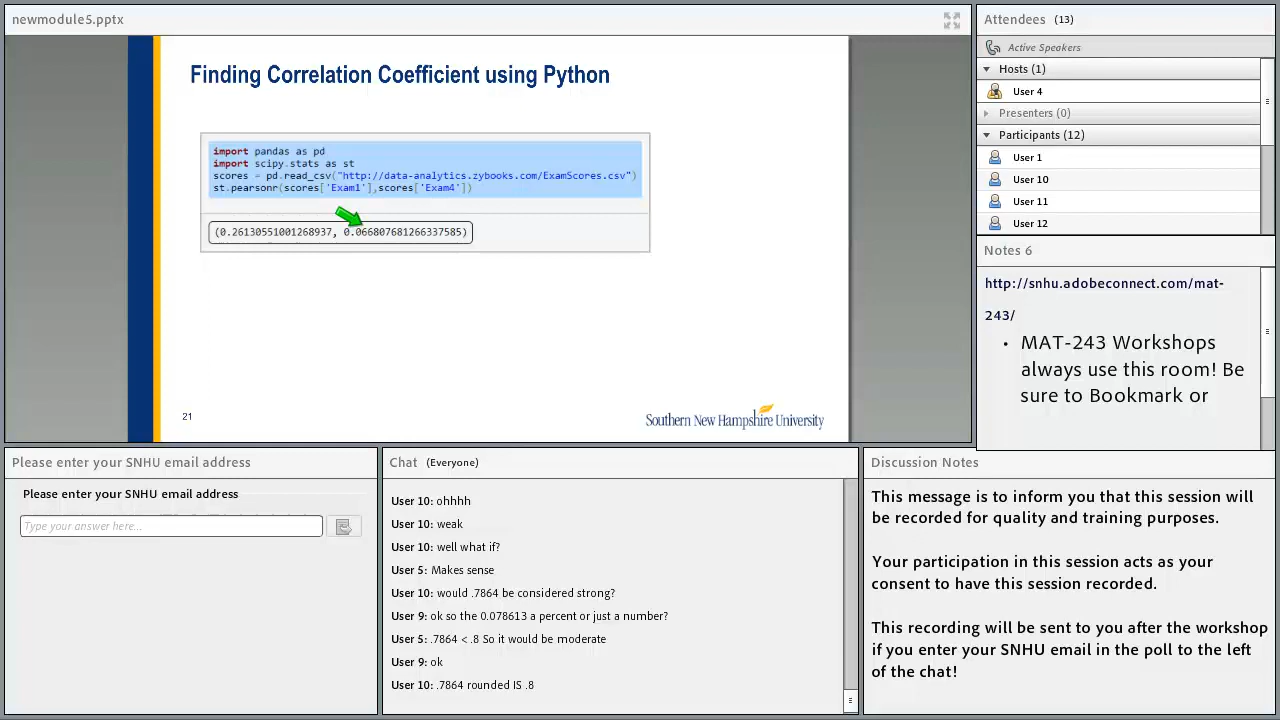 newmodule5.pptx
Finding Correlation Coefficient using Python
import pandas as pd
import scipy.stats as st
scores = pd.read_csv("http://data-analytics.zybooks.com/ExamScores.csv")
st.pearsonr(scores['Exam1'],scores['Exam4'])
(0.26130551001268937, 0.066807681266337585)
21
Southern New Hampshire University
Attendees (13)
Active Speakers
Hosts (1)
User 4
Presenters (0)
Participants (12)
User 1
User 10
User 11
User 12
Notes 6
http://snhu.adobeconnect.com/mat-
243/
• MAT-243 Workshops
always use this room! Be
sure to Bookmark or
Please enter your SNHU email address
Please enter your SNHU email address
Type your answer here...
Chat (Everyone)
User 10: ohhhh
User 10: weak
User 10: well what if?
User 5: Makes sense
User 10: would .7864 be considered strong?
User 9: ok so the 0.078613 a percent or just a number?
User 5: .7864 < .8 So it would be moderate
User 9: ok
User 10: .7864 rounded IS .8
Discussion Notes
This message is to inform you that this session will
be recorded for quality and training purposes.
Your participation in this session acts as your
consent to have this session recorded.
This recording will be sent to you after the workshop
if you enter your SNHU email in the poll to the left
of the chat!